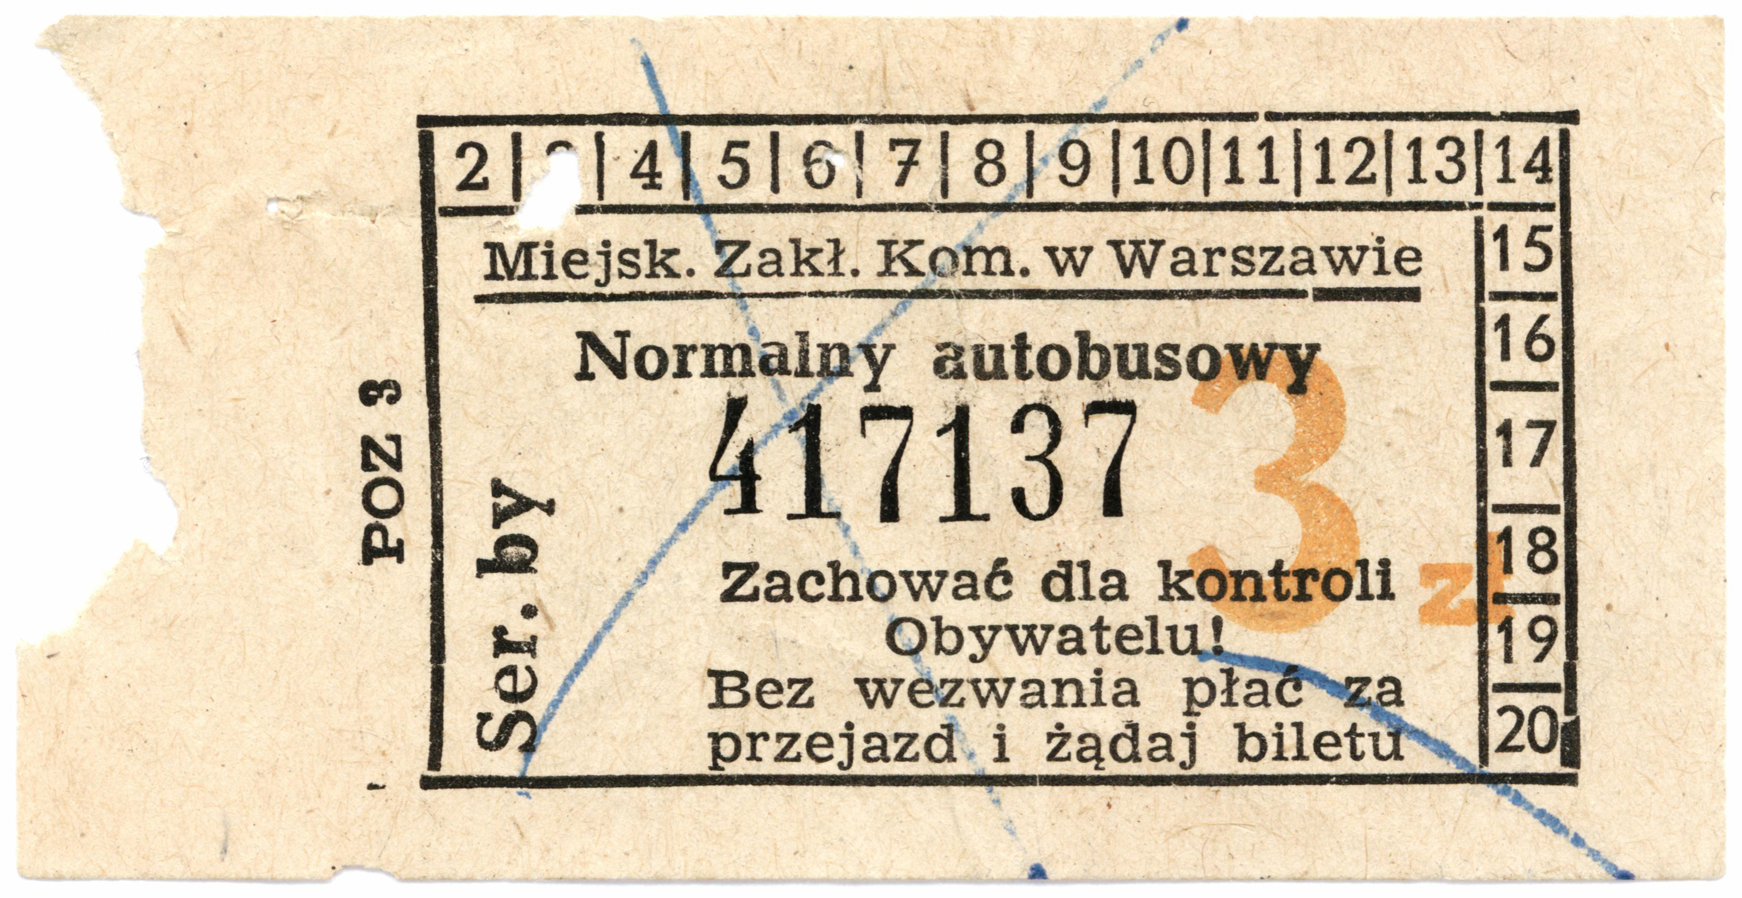 2 | 3 | 4 | 5 | 6 | 7 | 8 | 9 | 10 | 11 | 12 | 13 | 14
15
16
17
18
19
20
Miejsk. Zakł. Kom. w Warszawie
Normalny autobusowy
417137
3 zł
Zachować dla kontroli
Obywatelu!
Bez wezwania płać za
przejazd i żądaj biletu
Ser. by
POZ 3